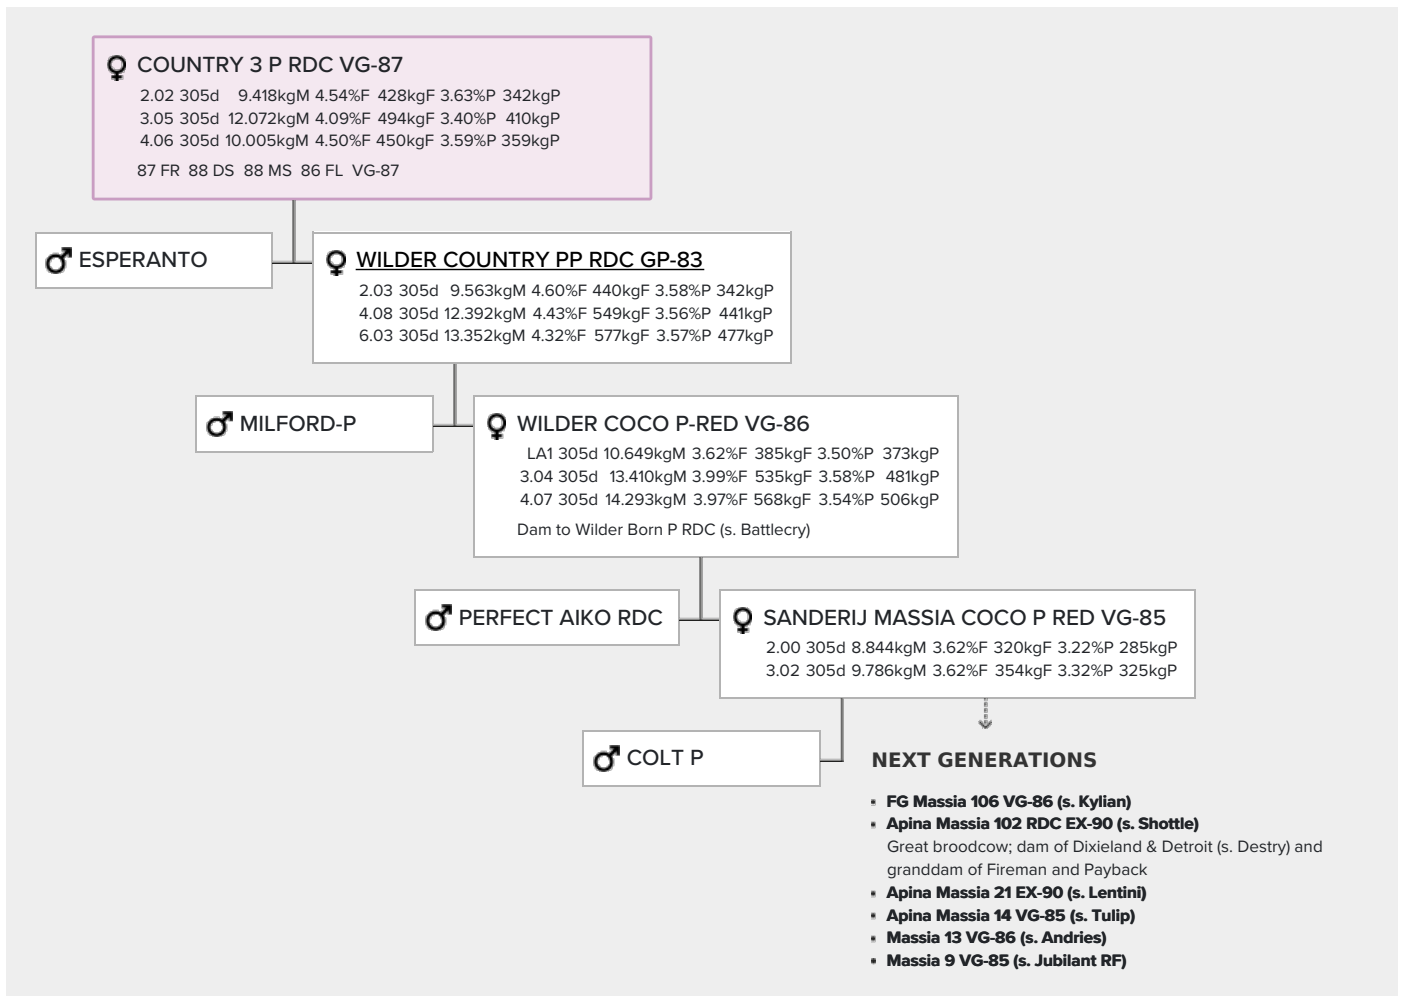 COUNTRY 3 P RDC VG-87
2.02 305d 9.418kgM 4.54%F 428kgF 3.63%P 342kgP
3.05 305d 12.072kgM 4.09%F 494kgF 3.40%P 410kgP
4.06 305d 10.005kgM 4.50%F 450kgF 3.59%P 359kgP
87 FR 88 DS 88 MS 86 FL VG-87
ESPERANTO
WILDER COUNTRY PP RDC GP-83
2.03 305d 9.563kgM 4.60%F 440kgF 3.58%P 342kgP
4.08 305d 12.392kgM 4.43%F 549kgF 3.56%P 441kgP
6.03 305d 13.352kgM 4.32%F 577kgF 3.57%P 477kgP
MILFORD-P
WILDER COCO P-RED VG-86
LA1 305d 10.649kgM 3.62%F 385kgF 3.50%P 373kgP
3.04 305d 13.410kgM 3.99%F 535kgF 3.58%P 481kgP
4.07 305d 14.293kgM 3.97%F 568kgF 3.54%P 506kgP
Dam to Wilder Born P RDC (s. Battlecry)
PERFECT AIKO RDC
SANDERIJ MASSIA COCO P RED VG-85
2.00 305d 8.844kgM 3.62%F 320kgF 3.22%P 285kgP
3.02 305d 9.786kgM 3.62%F 354kgF 3.32%P 325kgP
COLT P
NEXT GENERATIONS
FG Massia 106 VG-86 (s. Kylian)
Apina Massia 102 RDC EX-90 (s. Shottle)
Great broodcow; dam of Dixieland & Detroit (s. Destry) and
granddam of Fireman and Payback
Apina Massia 21 EX-90 (s. Lentini)
Apina Massia 14 VG-85 (s. Tulip)
Massia 13 VG-86 (s. Andries)
Massia 9 VG-85 (s. Jubilant RF)